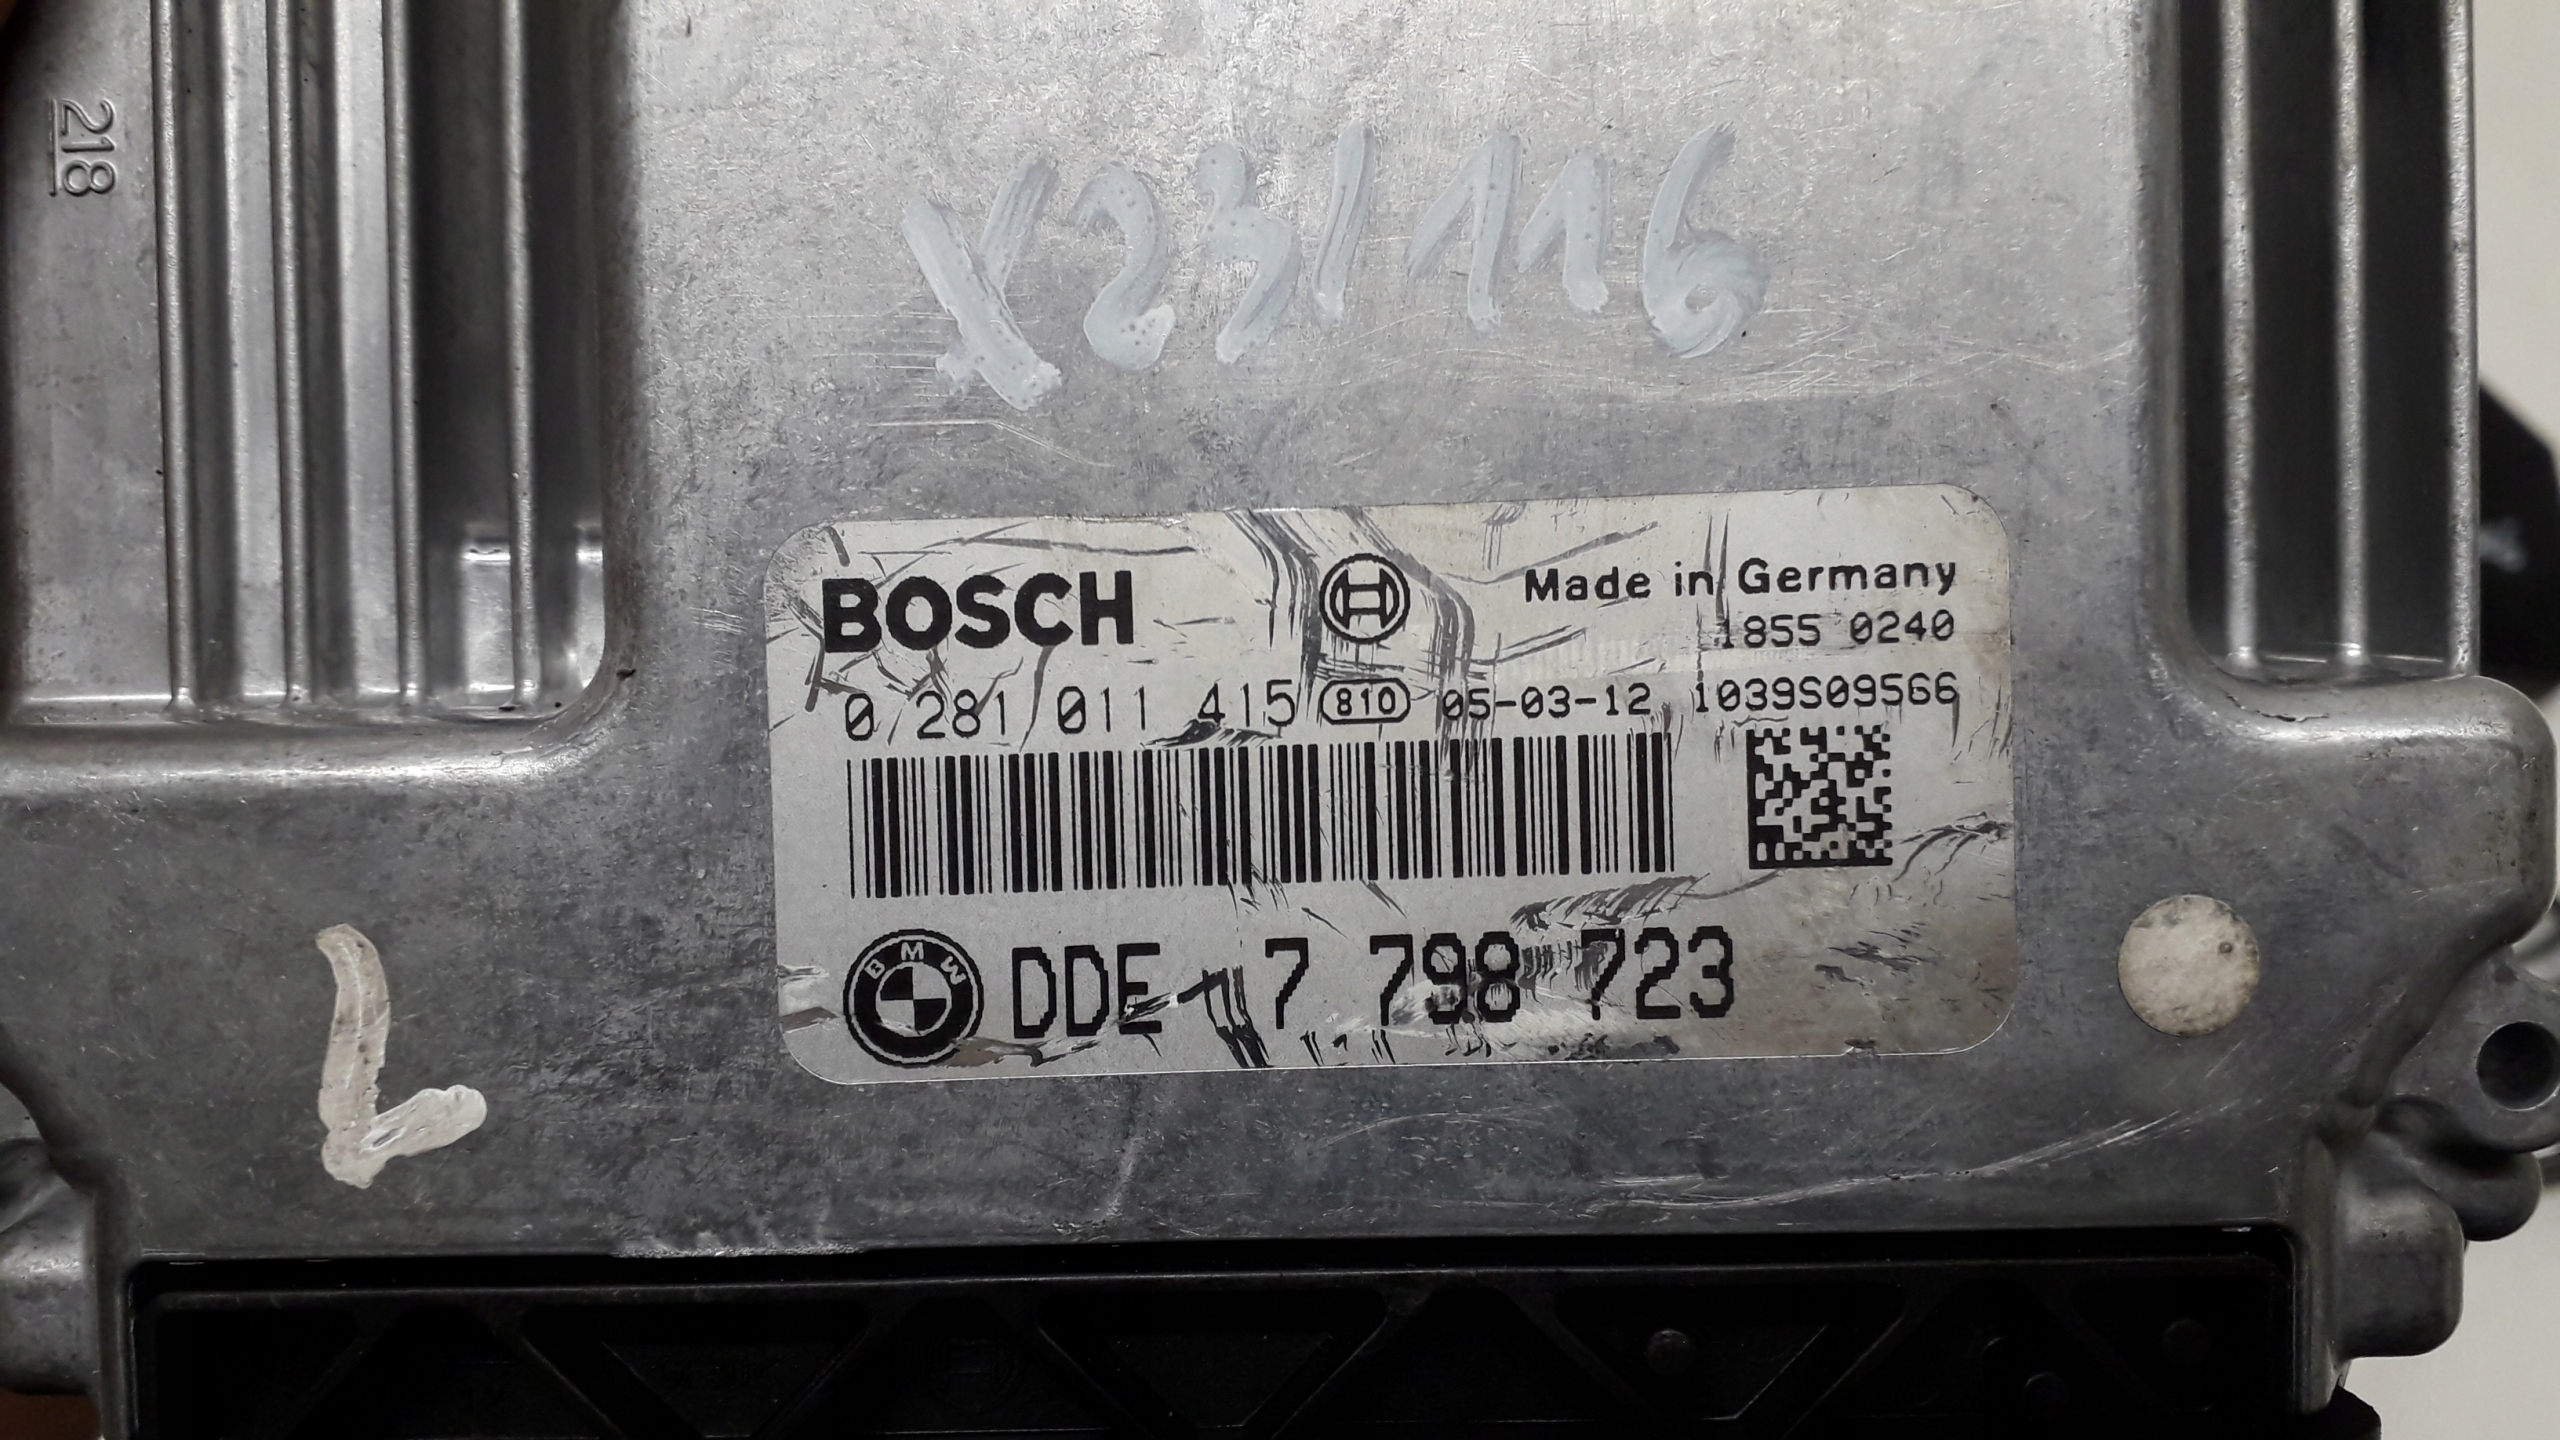 218
X231116
BOSCH
Made in Germany
1855 0240
0 281 011 415 810 05-03-12 1039S09566
BMW DDE 7 798 723
L